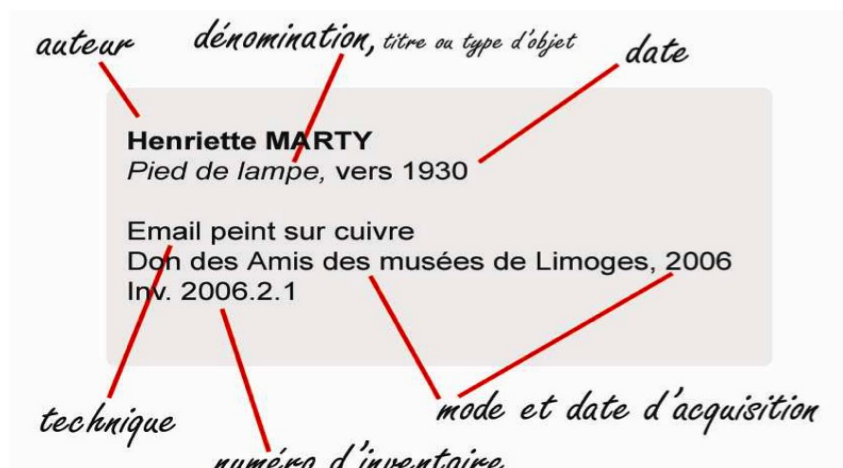 auteur
dénomination, titre ou type d'objet
date
Henriette MARTY
Pied de lampe, vers 1930
Email peint sur cuivre
Don des Amis des musées de Limoges, 2006
Inv. 2006.2.1
technique
mode et date d'acquisition
numéro d'inventaire